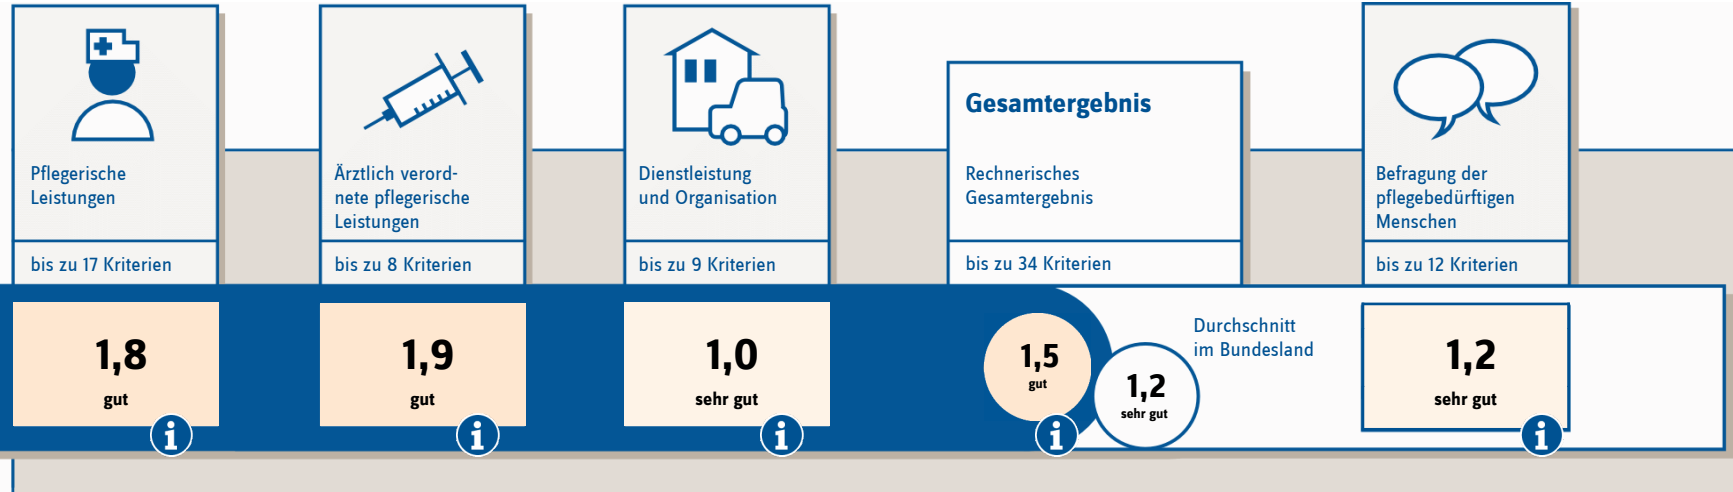 Pflegerische
Leistungen
bis zu 17 Kriterien
1,8
gut
Ärztlich verord-
nete pflegerische
Leistungen
bis zu 8 Kriterien
1,9
gut
Dienstleistung
und Organisation
bis zu 9 Kriterien
1,0
sehr gut
Gesamtergebnis
Rechnerisches
Gesamtergebnis
bis zu 34 Kriterien
1,5
gut
Durchschnitt
im Bundesland
1,2
sehr gut
Befragung der
pflegebedürftigen
Menschen
bis zu 12 Kriterien
1,2
sehr gut